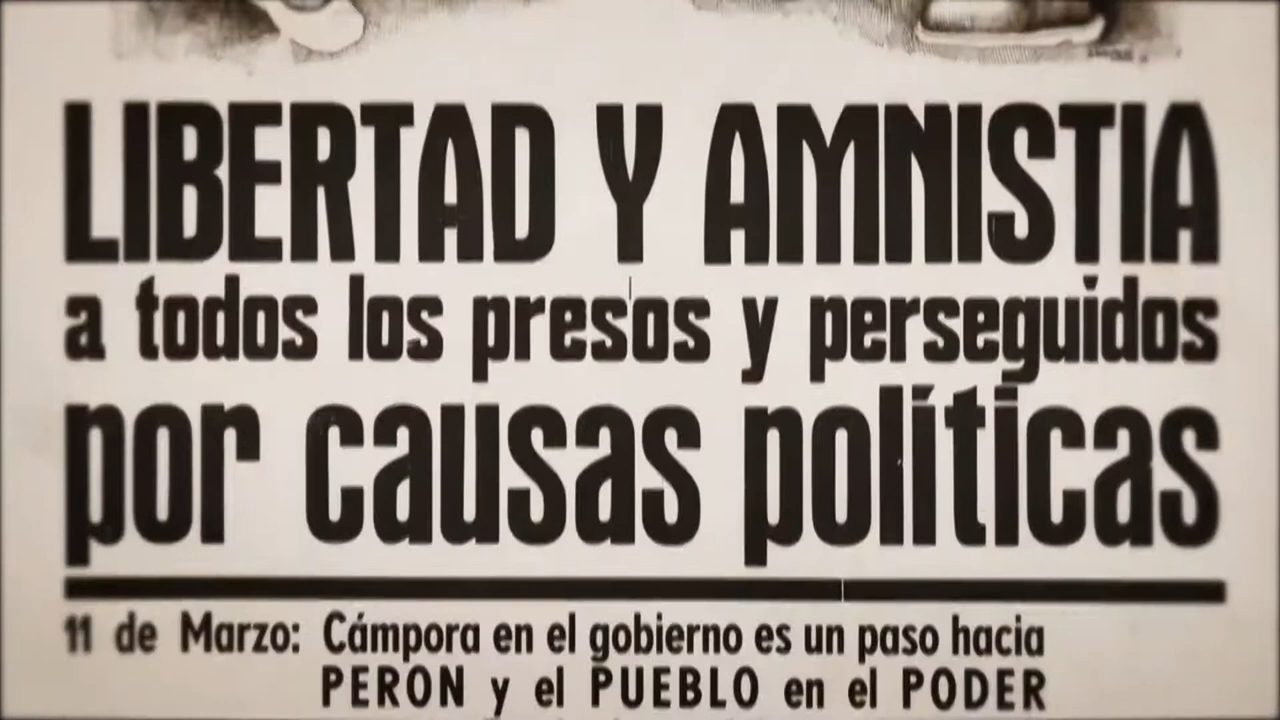 LIBERTAD Y AMNISTIA
a todos los presos y perseguidos
por causas políticas
11 de Marzo: Cámpora en el gobierno es un paso hacia
PERON y el PUEBLO en el PODER